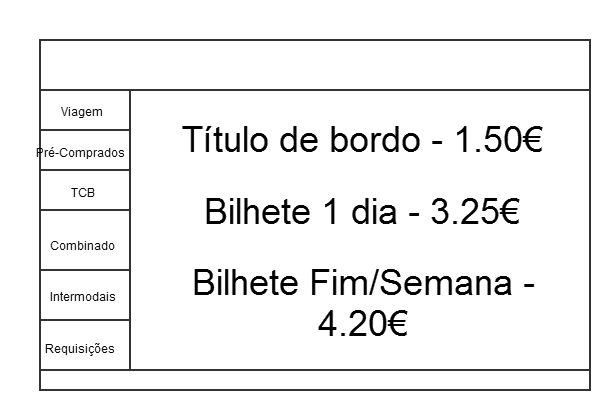 Viagem
Pré-Comprados
TCB
Combinado
Intermodais
Requisições
Título de bordo - 1.50€
Bilhete 1 dia - 3.25€
Bilhete Fim/Semana -
4.20€